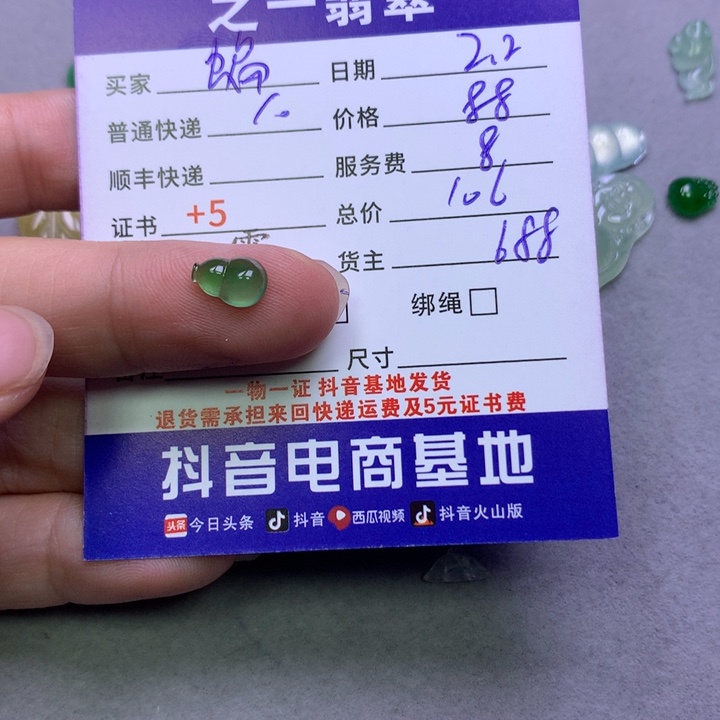 之一翡翠
买家 蜗 日期 2.2
普通快递 10 价格 88
顺丰快递 服务费 8
证书 +5 总价 106
货主 688
绑绳
尺寸
一物一证 抖音基地发货
退货需承担来回快递运费及5元证书费
抖音电商基地
头条 今日头条 抖音 西瓜视频 抖音火山版